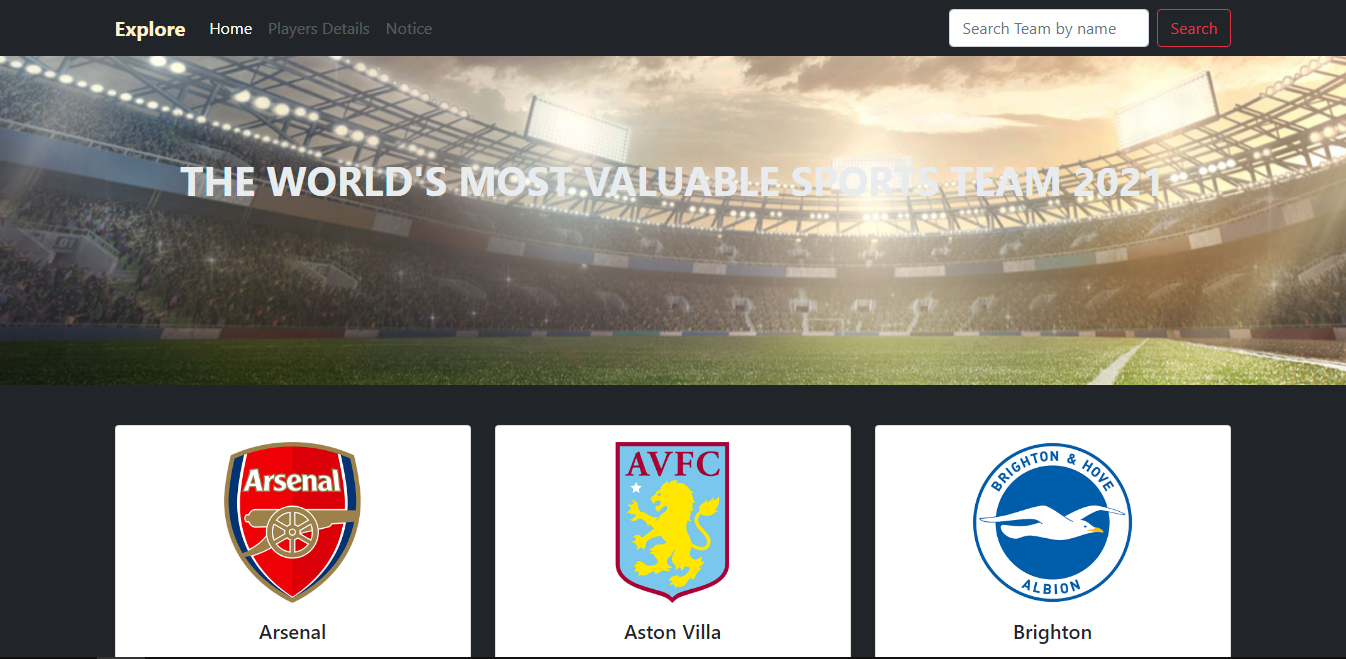 Explore Home Players Details Notice Search Team by name Search
THE WORLD'S MOST VALUABLE SPORTS TEAM 2021
Arsenal
AVFC
BRIGHTON & HOVE
ALBION
Arsenal
Aston Villa
Brighton